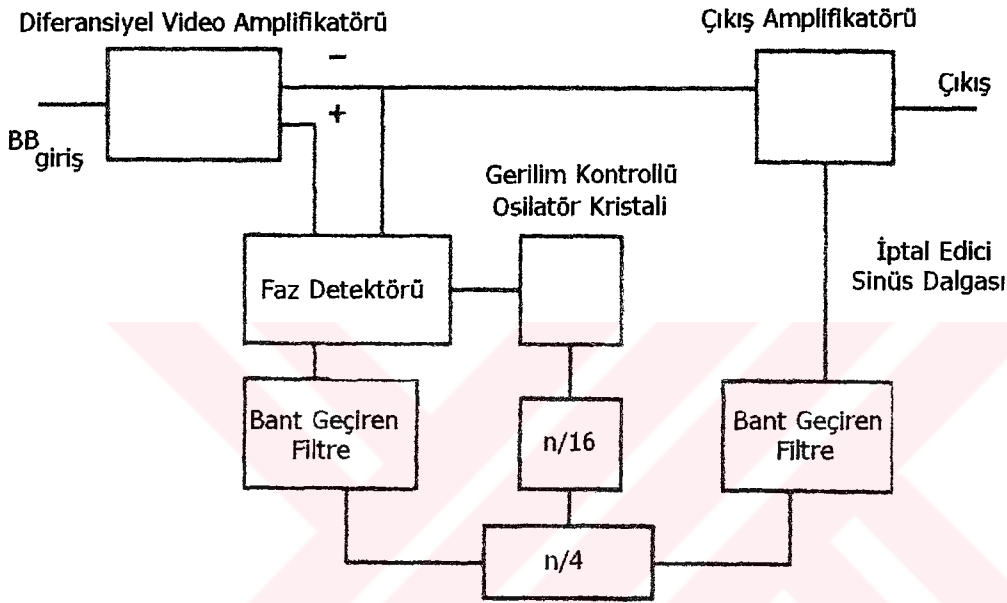 Diferansiyel Video Amplifikatörü
Çıkış Amplifikatörü
−
+
Çıkış
BB giriş
Gerilim Kontrollü
Osilatör Kristali
İptal Edici
Sinüs Dalgası
Faz Detektörü
Bant Geçiren
Filtre
n/16
Bant Geçiren
Filtre
n/4